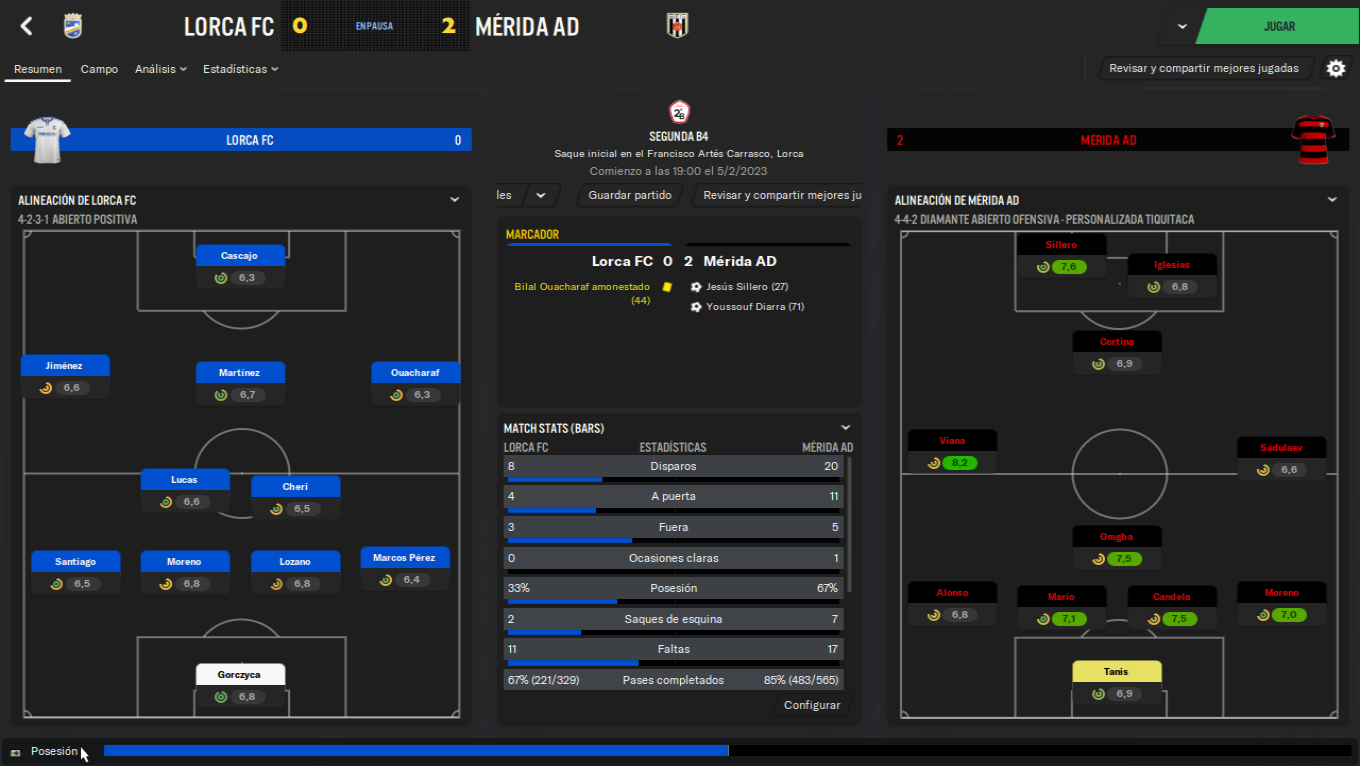 LORCA FC 0 EN PAUSA 2 MÉRIDA AD
JUGAR
Resumen Campo Análisis Estadísticas
Revisar y compartir mejores jugadas
LORCA FC 0
ALINEACIÓN DE LORCA FC
4-2-3-1 ABIERTO POSITIVA
Cascajo
6,3
Jiménez
6,6
Martínez
6,7
Ouacharaf
6,3
Lucas
6,6
Cheri
6,5
Santiago
6,5
Moreno
6,8
Lozano
6,8
Marcos Pérez
6,4
Gorczyca
6,8
2B
SEGUNDA B4
Saque inicial en el Francisco Artés Carrasco, Lorca
Comienzo a las 19:00 el 5/2/2023
les Guardar partido Revisar y compartir mejores ju
MARCADOR
Lorca FC 0 2 Mérida AD
Bilal Ouacharaf amonestado
(44)
Jesús Sillero (27)
Youssouf Diarra (71)
MATCH STATS (BARS)
LORCA FC ESTADÍSTICAS MÉRIDA AD
8 Disparos 20
4 A puerta 11
3 Fuera 5
0 Ocasiones claras 1
33% Posesión 67%
2 Saques de esquina 7
11 Faltas 17
67% (221/329) Pases completados 85% (483/565)
Configurar
2 MÉRIDA AD
ALINEACIÓN DE MÉRIDA AD
4-4-2 DIAMANTE ABIERTO OFENSIVA - PERSONALIZADA TIQUITACA
Sillero
7,6
Iglesias
6,8
Cortina
6,9
Viana
8,2
Sadulaev
6,6
Omgba
7,5
Alonso
6,8
Mario
7,1
Candela
7,5
Moreno
7,0
Tanis
6,9
Posesión